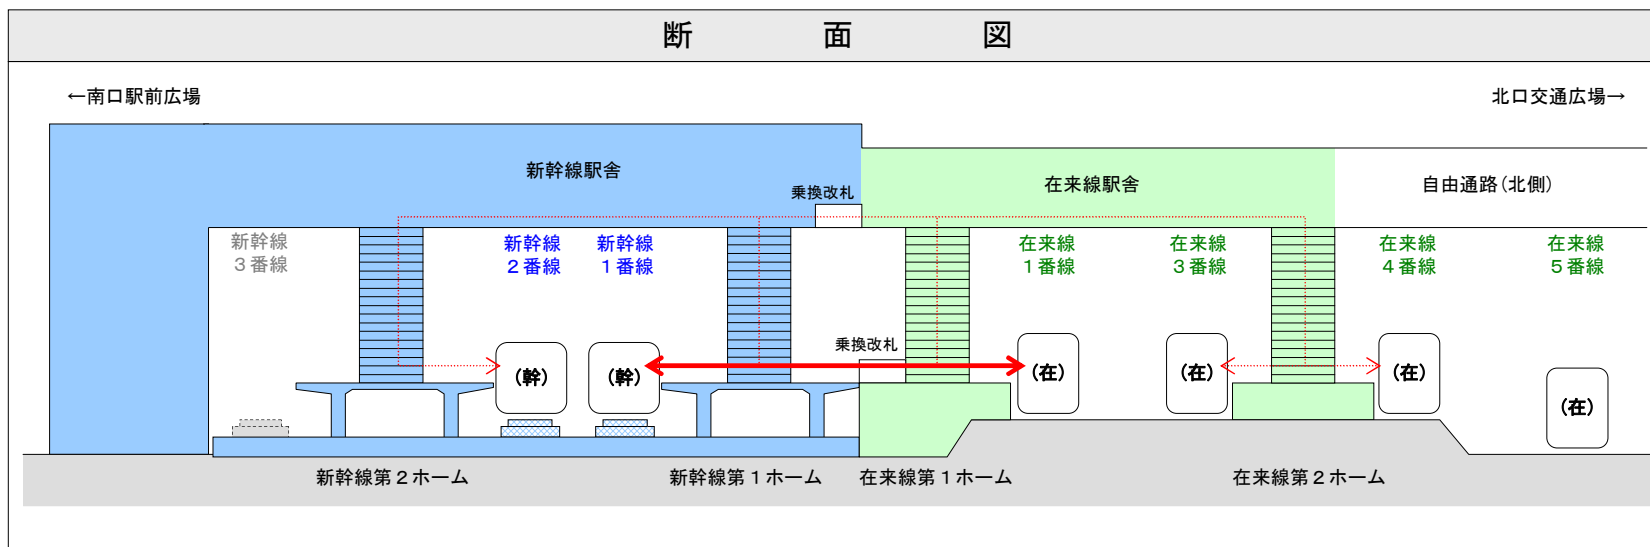 断面図
←南口駅前広場
北口交通広場→
新幹線駅舎
在来線駅舎
自由通路(北側)
乗換改札
新幹線
３番線
新幹線
２番線
新幹線
１番線
在来線
１番線
在来線
３番線
在来線
４番線
在来線
５番線
乗換改札
(幹)
(幹)
(在)
(在)
(在)
(在)
新幹線第２ホーム
新幹線第１ホーム
在来線第１ホーム
在来線第２ホーム